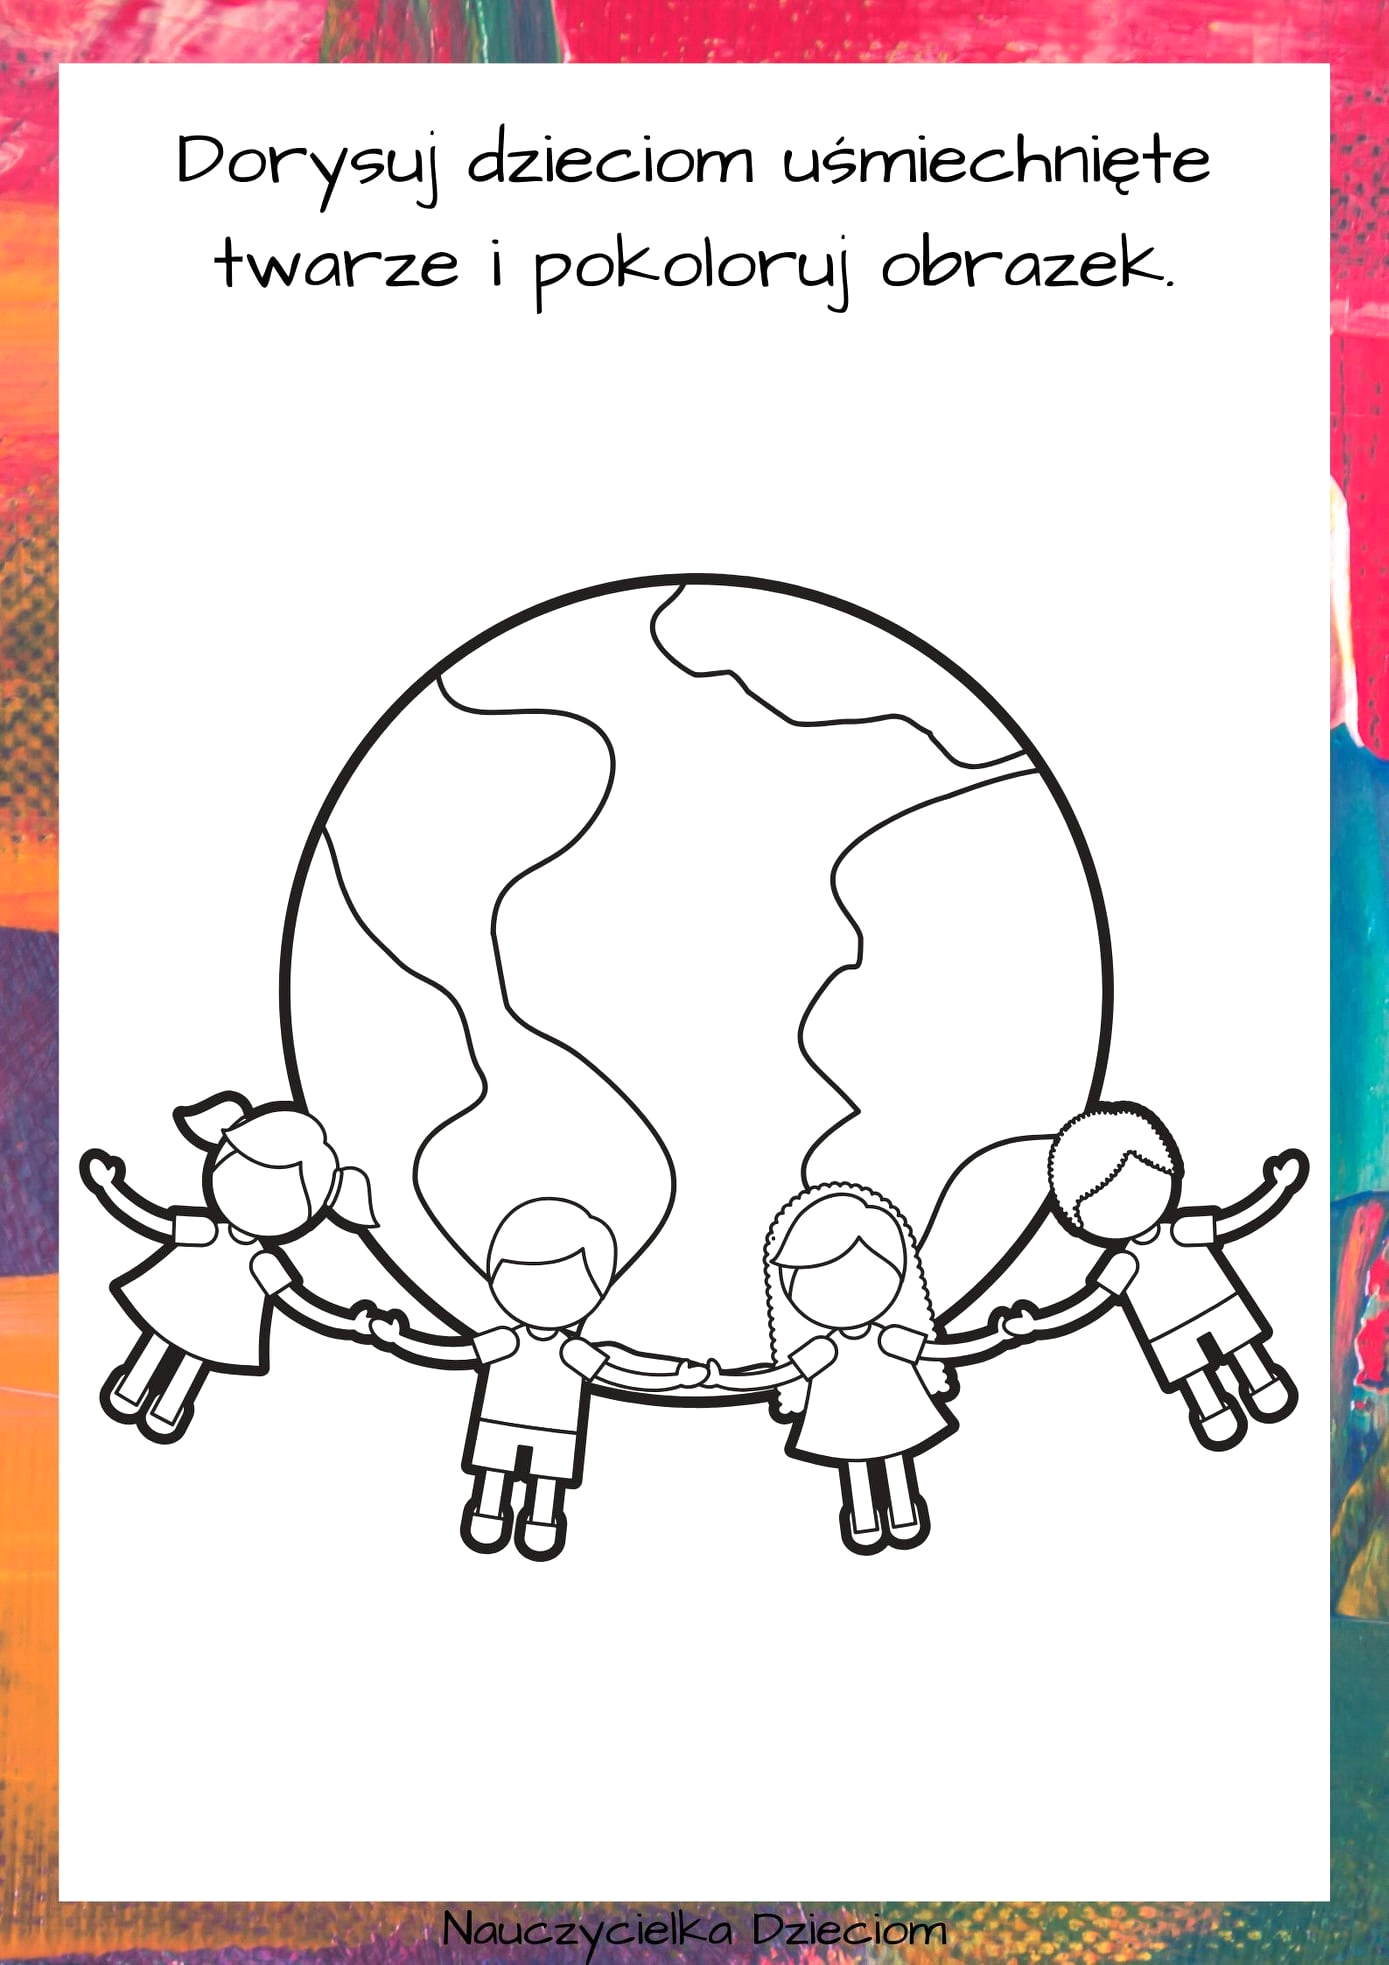 Dorysuj dzieciom uśmiechnięte
twarze i pokoloruj obrazek.
Nauczycielka Dzieciom